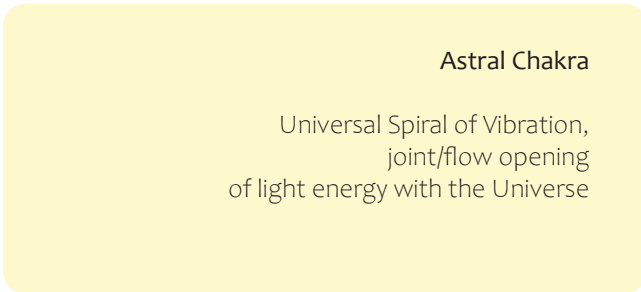 Astral Chakra
Universal Spiral of Vibration,
joint/flow opening
of light energy with the Universe